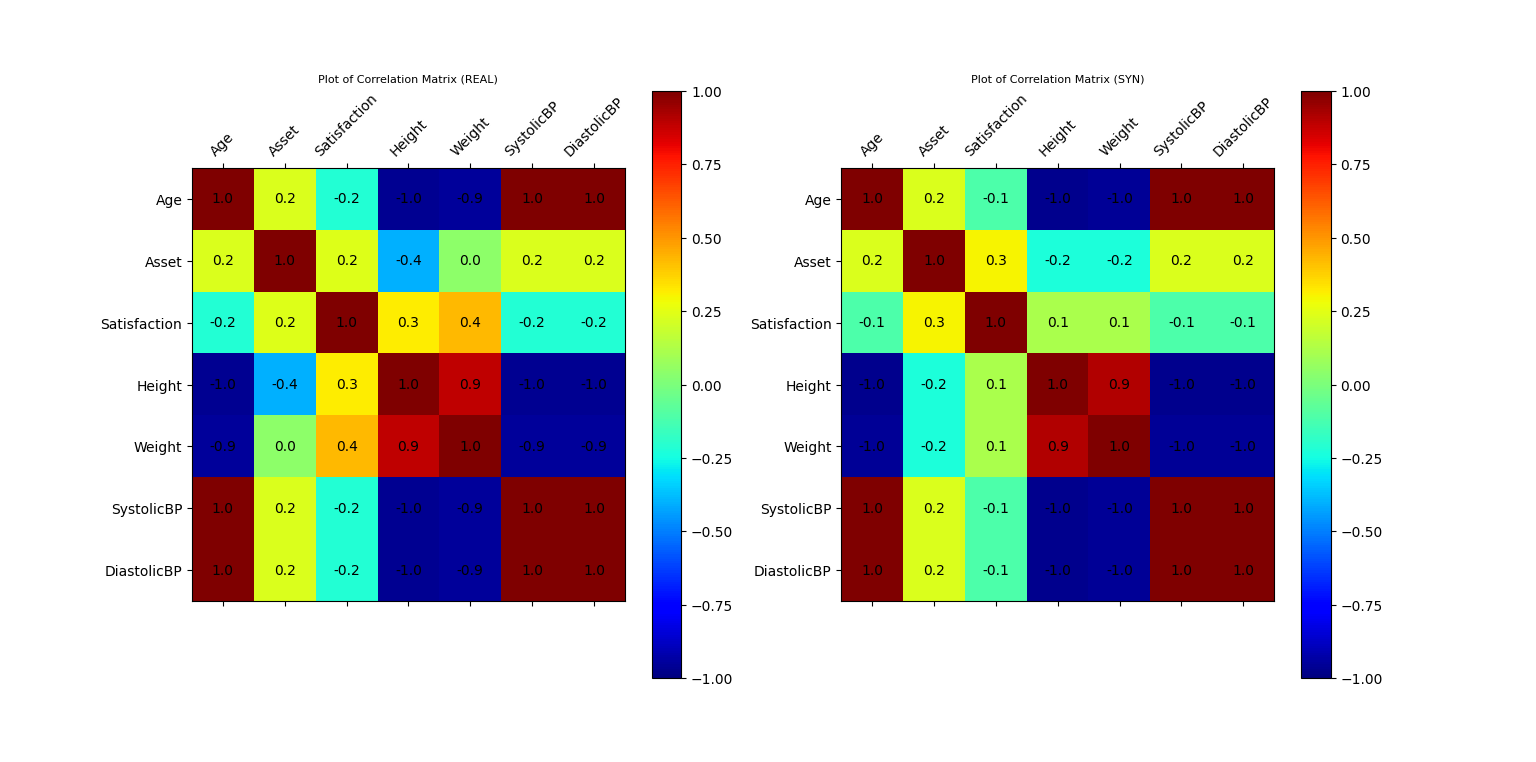 Plot of Correlation Matrix (REAL)
Age Asset Satisfaction Height Weight SystolicBP DiastolicBP
Age 1.0 0.2 -0.2 -1.0 -0.9 1.0 1.0
Asset 0.2 1.0 0.2 -0.4 0.0 0.2 0.2
Satisfaction -0.2 0.2 1.0 0.3 0.4 -0.2 -0.2
Height -1.0 -0.4 0.3 1.0 0.9 -1.0 -1.0
Weight -0.9 0.0 0.4 0.9 1.0 -0.9 -0.9
SystolicBP 1.0 0.2 -0.2 -1.0 -0.9 1.0 1.0
DiastolicBP 1.0 0.2 -0.2 -1.0 -0.9 1.0 1.0
1.00
0.75
0.50
0.25
0.00
−0.25
−0.50
−0.75
−1.00
Plot of Correlation Matrix (SYN)
Age Asset Satisfaction Height Weight SystolicBP DiastolicBP
Age 1.0 0.2 -0.1 -1.0 -1.0 1.0 1.0
Asset 0.2 1.0 0.3 -0.2 -0.2 0.2 0.2
Satisfaction -0.1 0.3 1.0 0.1 0.1 -0.1 -0.1
Height -1.0 -0.2 0.1 1.0 0.9 -1.0 -1.0
Weight -1.0 -0.2 0.1 0.9 1.0 -1.0 -1.0
SystolicBP 1.0 0.2 -0.1 -1.0 -1.0 1.0 1.0
DiastolicBP 1.0 0.2 -0.1 -1.0 -1.0 1.0 1.0
1.00
0.75
0.50
0.25
0.00
−0.25
−0.50
−0.75
−1.00